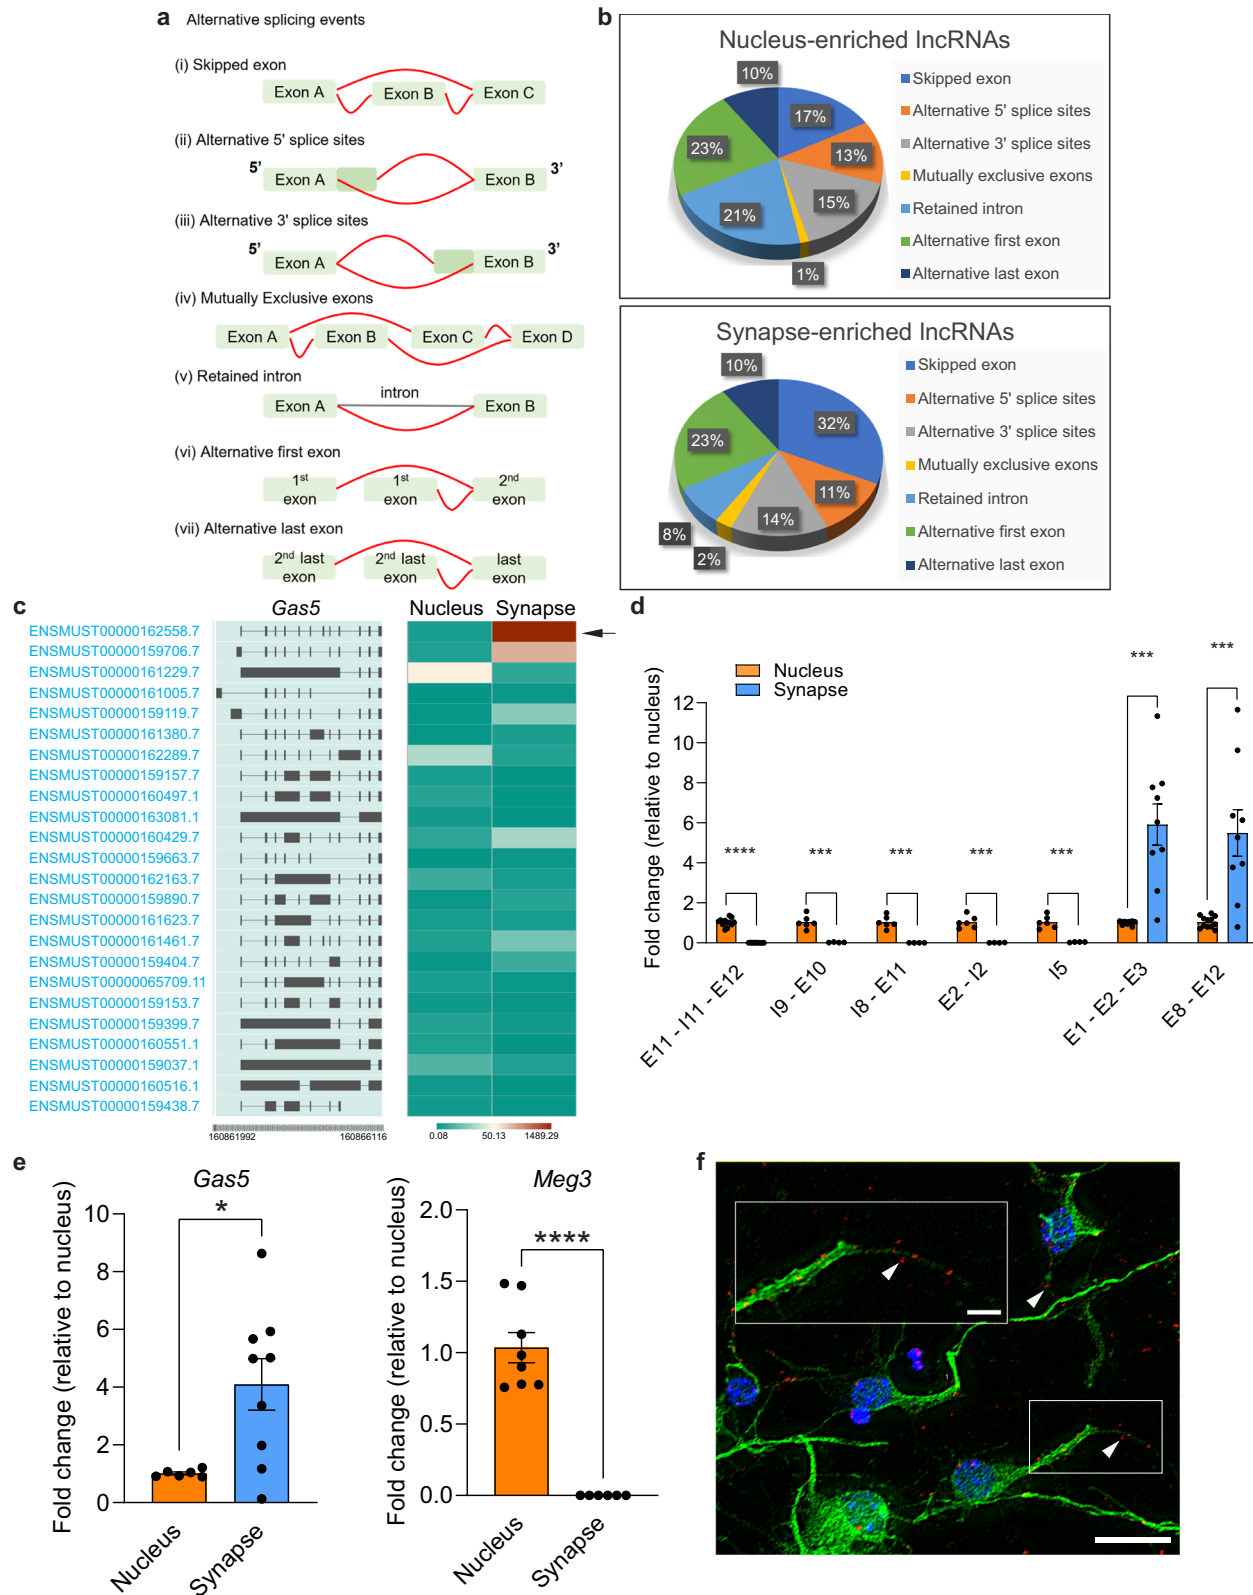 a Alternative splicing events
(i) Skipped exon
Exon A Exon B Exon C
(ii) Alternative 5' splice sites
5' Exon A Exon B 3'
(iii) Alternative 3' splice sites
5' Exon A Exon B 3'
(iv) Mutually Exclusive exons
Exon A Exon B Exon C Exon D
(v) Retained intron
intron
Exon A Exon B
(vi) Alternative first exon
1st exon 1st exon 2nd exon
(vii) Alternative last exon
2nd last exon 2nd last exon last exon
b
Nucleus-enriched lncRNAs
10%
17%
13%
15%
1%
21%
23%
Skipped exon
Alternative 5' splice sites
Alternative 3' splice sites
Mutually exclusive exons
Retained intron
Alternative first exon
Alternative last exon
Synapse-enriched lncRNAs
10%
32%
11%
14%
2%
8%
23%
Skipped exon
Alternative 5' splice sites
Alternative 3' splice sites
Mutually exclusive exons
Retained intron
Alternative first exon
Alternative last exon
c Gas5 Nucleus Synapse
ENSMUST00000162558.7
ENSMUST00000159706.7
ENSMUST00000161229.7
ENSMUST00000161005.7
ENSMUST00000159119.7
ENSMUST00000161380.7
ENSMUST00000162289.7
ENSMUST00000159157.7
ENSMUST00000160497.1
ENSMUST00000163081.1
ENSMUST00000160429.7
ENSMUST00000159663.7
ENSMUST00000162163.7
ENSMUST00000159890.7
ENSMUST00000161623.7
ENSMUST00000161461.7
ENSMUST00000159404.7
ENSMUST00000065709.11
ENSMUST00000159153.7
ENSMUST00000159399.7
ENSMUST00000160551.1
ENSMUST00000159037.1
ENSMUST00000160516.1
ENSMUST00000159438.7
160861992 160866116
0.08 50.13 1489.29
d
Nucleus
Synapse
Fold change (relative to nucleus)
12
10
8
6
4
2
0
**** *** *** *** *** *** ***
E11 - I11 - E12
I9 - E10
I8 - E11
E2 - I2
I5
E1 - E2 - E3
E8 - E12
e
Gas5
Fold change (relative to nucleus)
10
8
6
4
2
0
*
Nucleus
Synapse
Meg3
Fold change (relative to nucleus)
2.0
1.5
1.0
0.5
0.0
****
Nucleus
Synapse
f